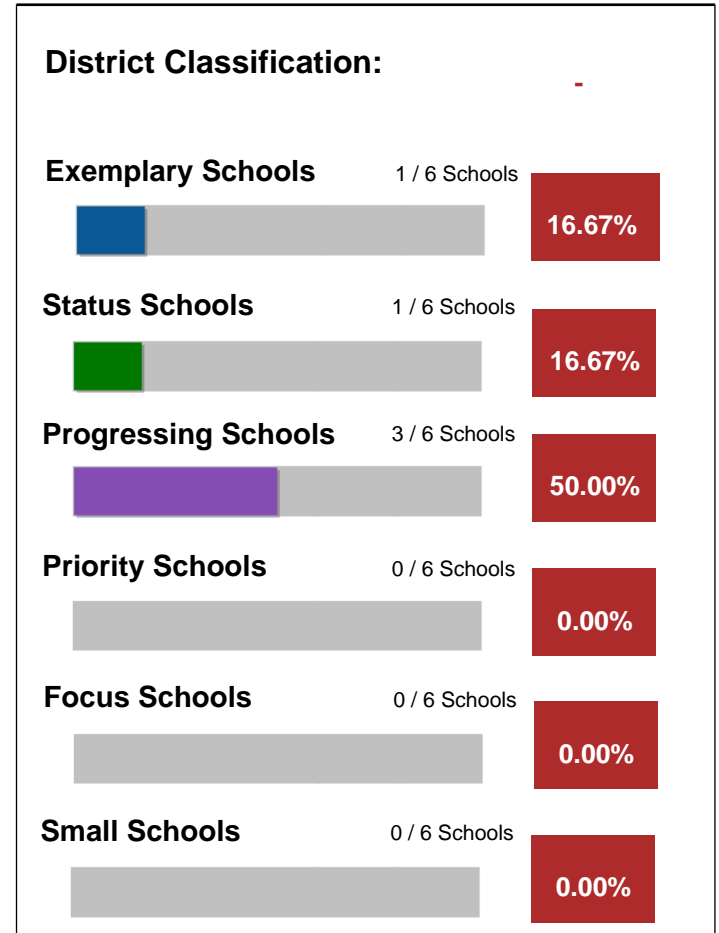 District Classification:
-
Exemplary Schools 1 / 6 Schools
16.67%
Status Schools 1 / 6 Schools
16.67%
Progressing Schools 3 / 6 Schools
50.00%
Priority Schools 0 / 6 Schools
0.00%
Focus Schools 0 / 6 Schools
0.00%
Small Schools 0 / 6 Schools
0.00%